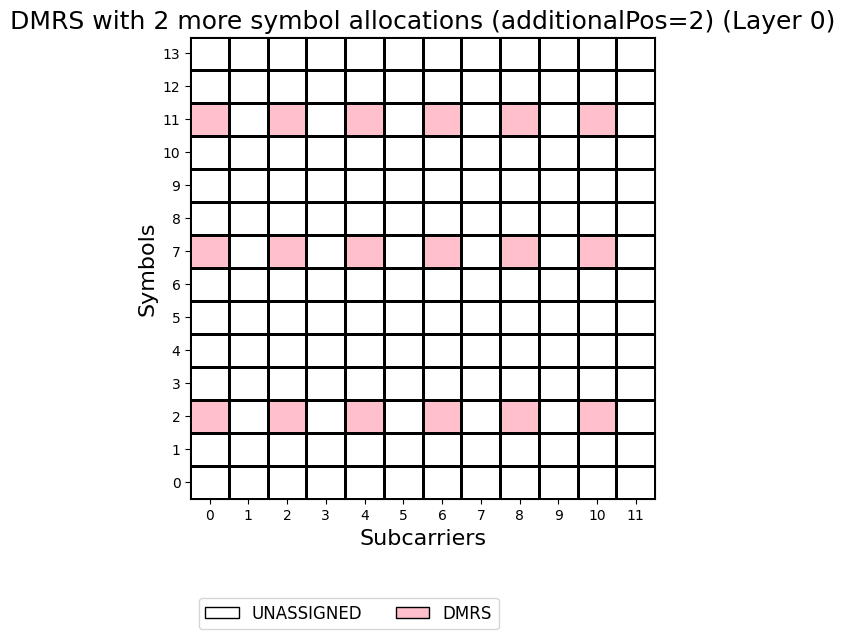 DMRS with 2 more symbol allocations (additionalPos=2) (Layer 0)
13
12
11
10
9
8
7
6
5
4
3
2
1
0
Symbols
0 1 2 3 4 5 6 7 8 9 10 11
Subcarriers
UNASSIGNED DMRS